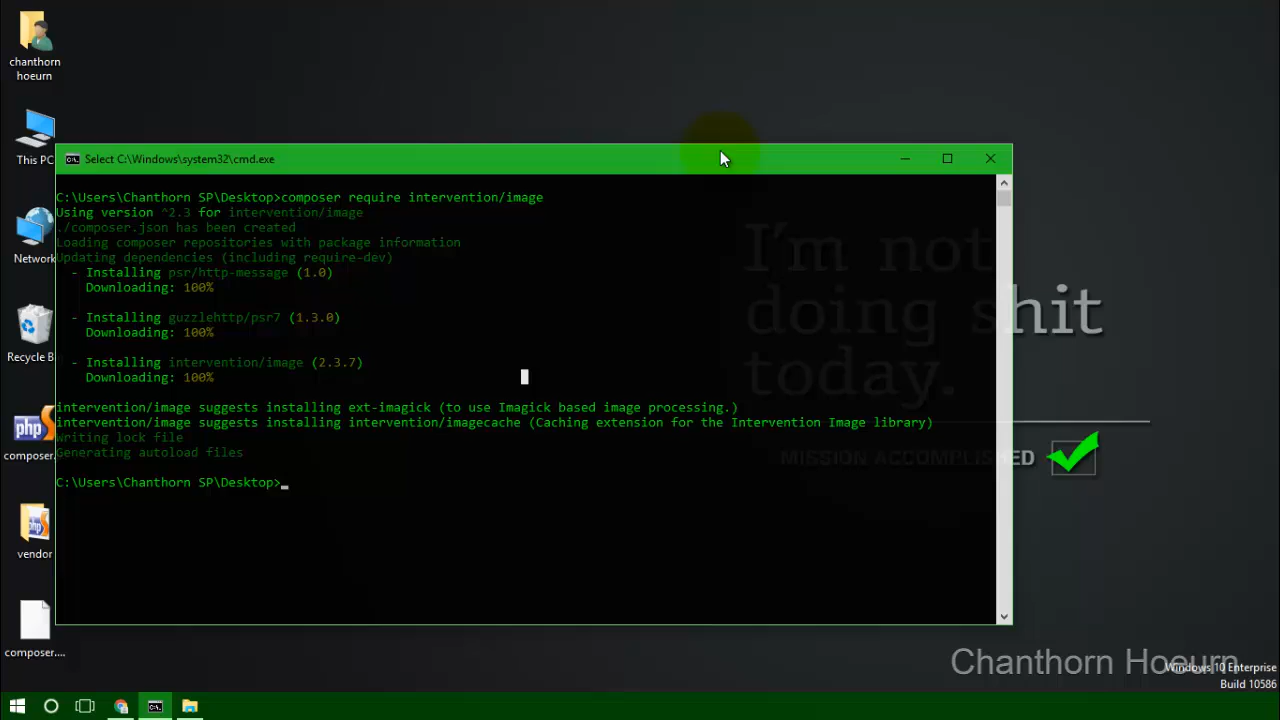 chanthorn
hoeurn
This PC
Network
Recycle B
composer.
vendor
composer....
Select C:\Windows\system32\cmd.exe
C:\Users\Chanthorn SP\Desktop>composer require intervention/image
Using version ^2.3 for intervention/image
./composer.json has been created
Loading composer repositories with package information
Updating dependencies (including require-dev)
- Installing psr/http-message (1.0)
Downloading: 100%
- Installing guzzlehttp/psr7 (1.3.0)
Downloading: 100%
- Installing intervention/image (2.3.7)
Downloading: 100%
intervention/image suggests installing ext-imagick (to use Imagick based image processing.)
intervention/image suggests installing intervention/imagecache (Caching extension for the Intervention Image library)
Writing lock file
Generating autoload files
C:\Users\Chanthorn SP\Desktop>
I'm not
doing shit
today.
MISSION ACCOMPLISHED
php
Chanthorn Hoeurn
Windows 10 Enterprise
Build 10586